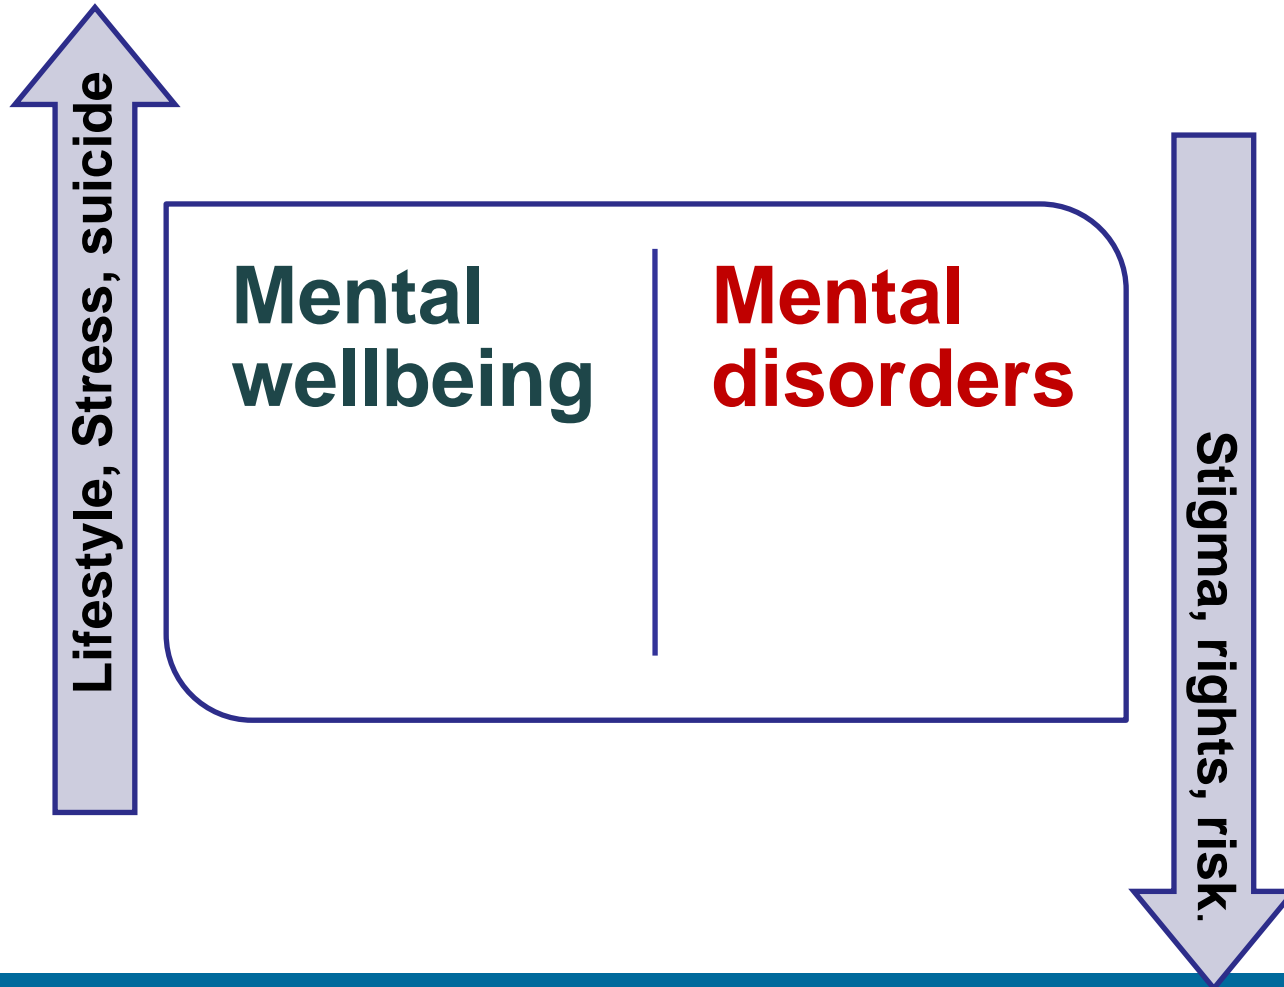 Lifestyle, Stress, suicide
Mental
wellbeing
Mental
disorders
Stigma, rights, risk.